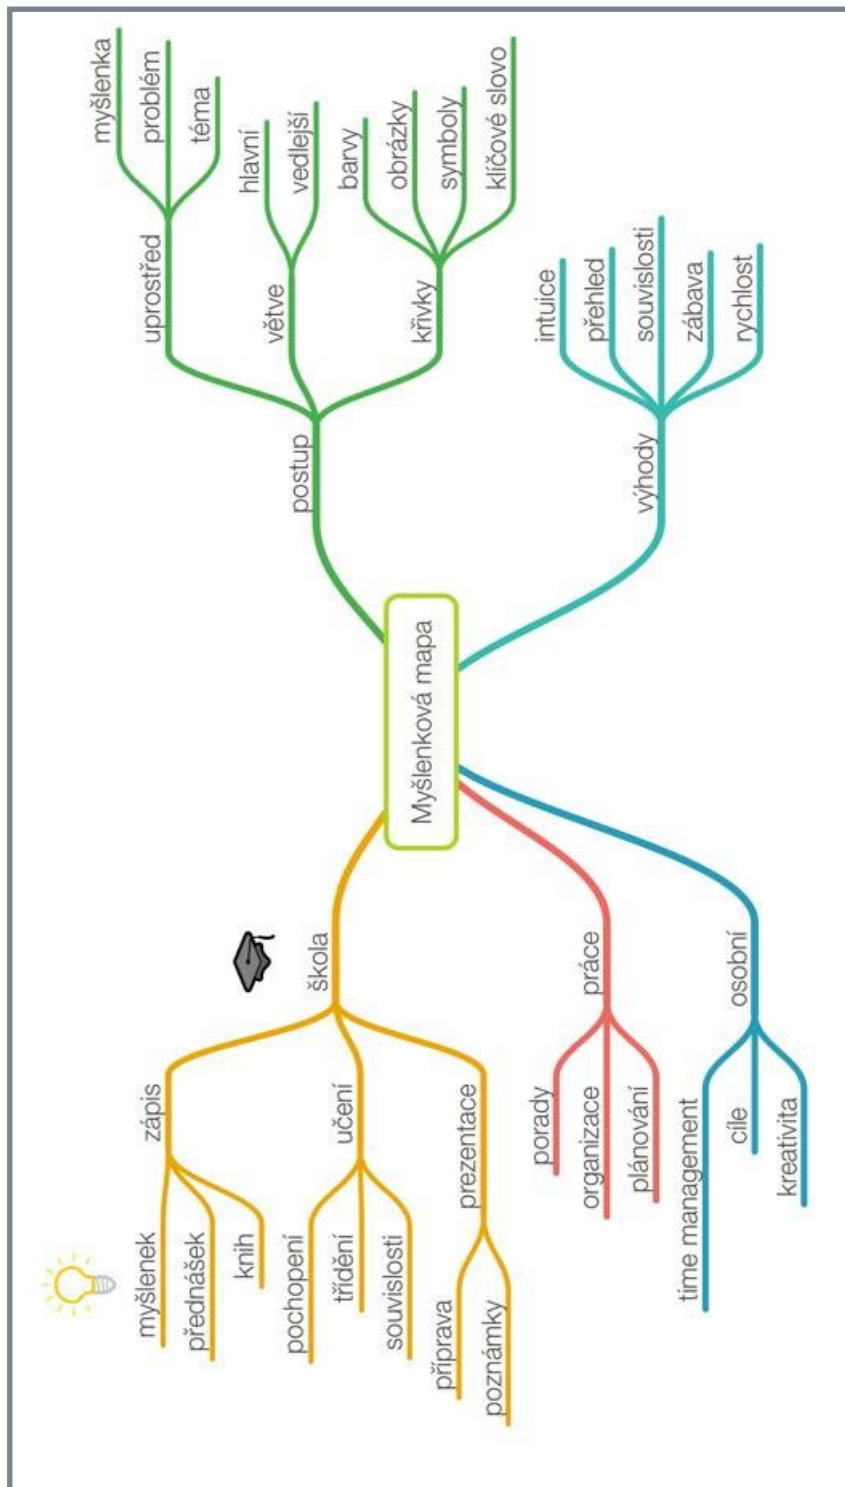 Myšlenková mapa
postup
uprostřed
myšlenka
problém
téma
větve
hlavní
vedlejší
křivky
barvy
obrázky
symboly
klíčové slovo
výhody
intuice
přehled
souvislosti
zábava
rychlost
škola
zápis
myšlenek
přednášek
knih
učení
pochopení
třídění
souvislosti
prezentace
příprava
poznámky
práce
porady
organizace
plánování
osobní
time management
cíle
kreativita